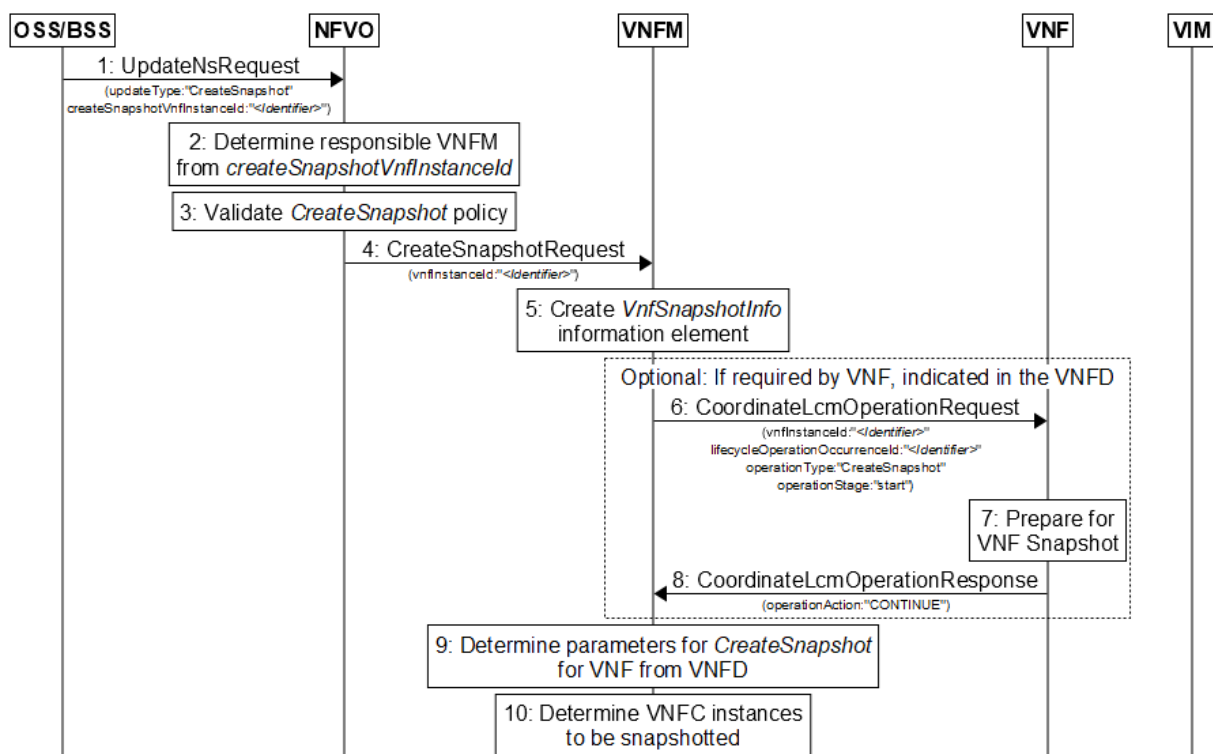 OSS/BSS NFVO VNFM VNF VIM
1: UpdateNsRequest
(updateType:"CreateSnapshot"
createSnapshotVnfInstanceId:"<Identifier>")
2: Determine responsible VNFM
from createSnapshotVnfInstanceId
3: Validate CreateSnapshot policy
4: CreateSnapshotRequest
(vnfInstanceId:"<Identifier>")
5: Create VnfSnapshotInfo
information element
Optional: If required by VNF, indicated in the VNFD
6: CoordinateLcmOperationRequest
(vnfInstanceId:"<Identifier>"
lifecycleOperationOccurrenceId:"<Identifier>"
operationType:"CreateSnapshot"
operationStage:"start")
7: Prepare for
VNF Snapshot
8: CoordinateLcmOperationResponse
(operationAction:"CONTINUE")
9: Determine parameters for CreateSnapshot
for VNF from VNFD
10: Determine VNFC instances
to be snapshotted